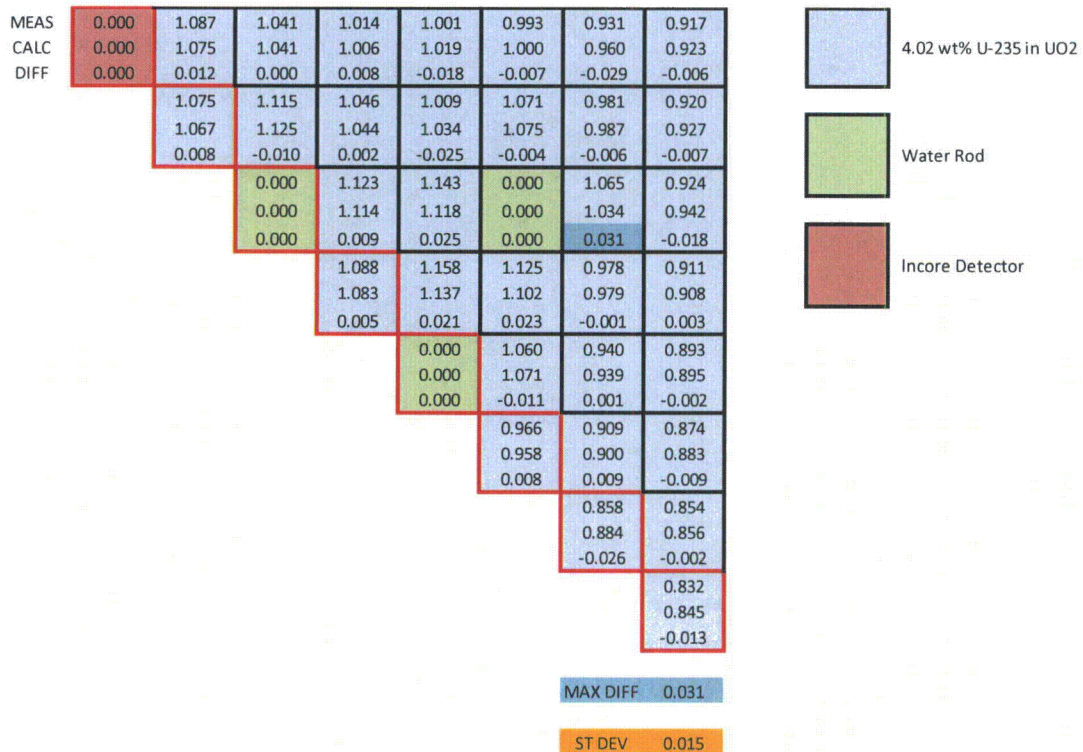 MEAS 0.000 1.087 1.041 1.014 1.001 0.993 0.931 0.917
CALC 0.000 1.075 1.041 1.006 1.019 1.000 0.960 0.923
DIFF 0.000 0.012 0.000 0.008 -0.018 -0.007 -0.029 -0.006
1.075 1.115 1.046 1.009 1.071 0.981 0.920
1.067 1.125 1.044 1.034 1.075 0.987 0.927
0.008 -0.010 0.002 -0.025 -0.004 -0.006 -0.007
0.000 1.123 1.143 0.000 1.065 0.924
0.000 1.114 1.118 0.000 1.034 0.942
0.000 0.009 0.025 0.000 0.031 -0.018
1.088 1.158 1.125 0.978 0.911
1.083 1.137 1.102 0.979 0.908
0.005 0.021 0.023 -0.001 0.003
0.000 1.060 0.940 0.893
0.000 1.071 0.939 0.895
0.000 -0.011 0.001 -0.002
0.966 0.909 0.874
0.958 0.900 0.883
0.008 0.009 -0.009
0.858 0.854
0.884 0.856
-0.026 -0.002
0.832
0.845
-0.013
MAX DIFF 0.031
ST DEV 0.015
4.02 wt% U-235 in UO2
Water Rod
Incore Detector